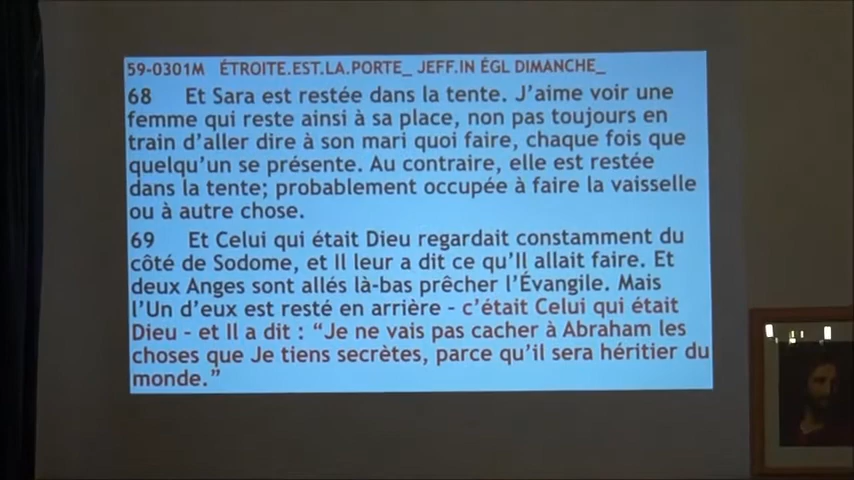 59-0301M ÉTROITE.EST.LA.PORTE_ JEFF.IN ÉGL DIMANCHE_
68 Et Sara est restée dans la tente. J'aime voir une
femme qui reste ainsi à sa place, non pas toujours en
train d'aller dire à son mari quoi faire, chaque fois que
quelqu'un se présente. Au contraire, elle est restée
dans la tente; probablement occupée à faire la vaisselle
ou à autre chose.
69 Et Celui qui était Dieu regardait constamment du
côté de Sodome, et Il leur a dit ce qu'Il allait faire. Et
deux Anges sont allés là-bas prêcher l'Évangile. Mais
l'Un d'eux est resté en arrière - c'était Celui qui était
Dieu - et Il a dit : "Je ne vais pas cacher à Abraham les
choses que Je tiens secrètes, parce qu'il sera héritier du
monde."